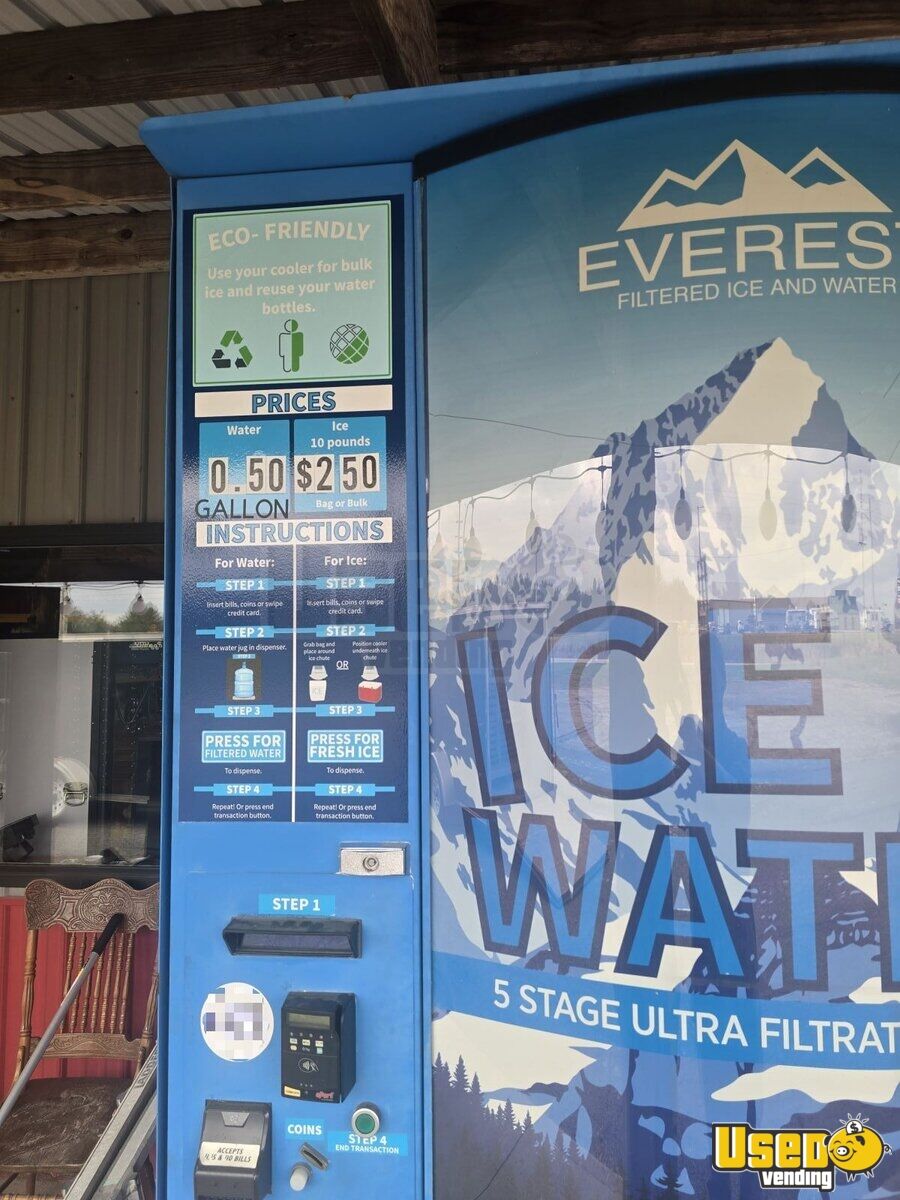 ECO- FRIENDLY
Use your cooler for bulk
ice and reuse your water
bottles.
PRICES
Water
0.50
GALLON
Ice
10 pounds
$2 50
Bag or Bulk
INSTRUCTIONS
For Water:
STEP 1
Insert bills, coins or swipe
credit card.
STEP 2
Place water jug in dispenser.
STEP 3
PRESS FOR
FILTERED WATER
To dispense.
STEP 4
Repeat! Or press end
transaction button.
For Ice:
STEP 1
Insert bills, coins or swipe
credit card.
STEP 2
Grab bag and
place around
ice chute
OR
Position cooler
underneath ice
chute
ICE
STEP 3
PRESS FOR
FRESH ICE
To dispense.
STEP 4
Repeat! Or press end
transaction button.
STEP 1
COINS
STEP 4
END TRANSACTION
ACCEPTS
BILLS
EVEREST
FILTERED ICE AND WATER
ICE
WATE
5 STAGE ULTRA FILTRAT
USED
vending